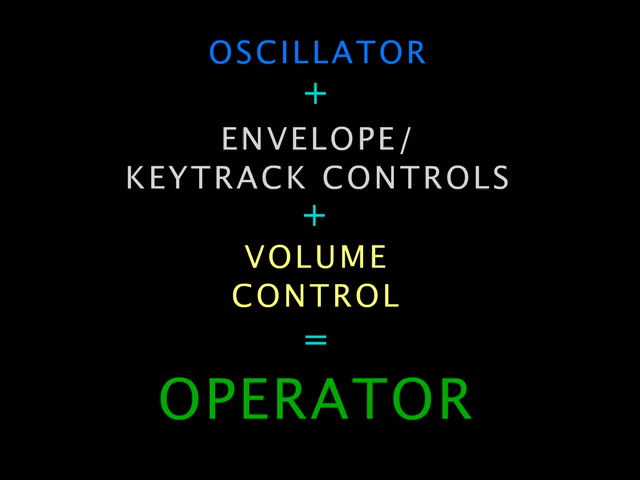 OSCILLATOR
+
ENVELOPE/
KEYTRACK CONTROLS
+
VOLUME
CONTROL
=
OPERATOR